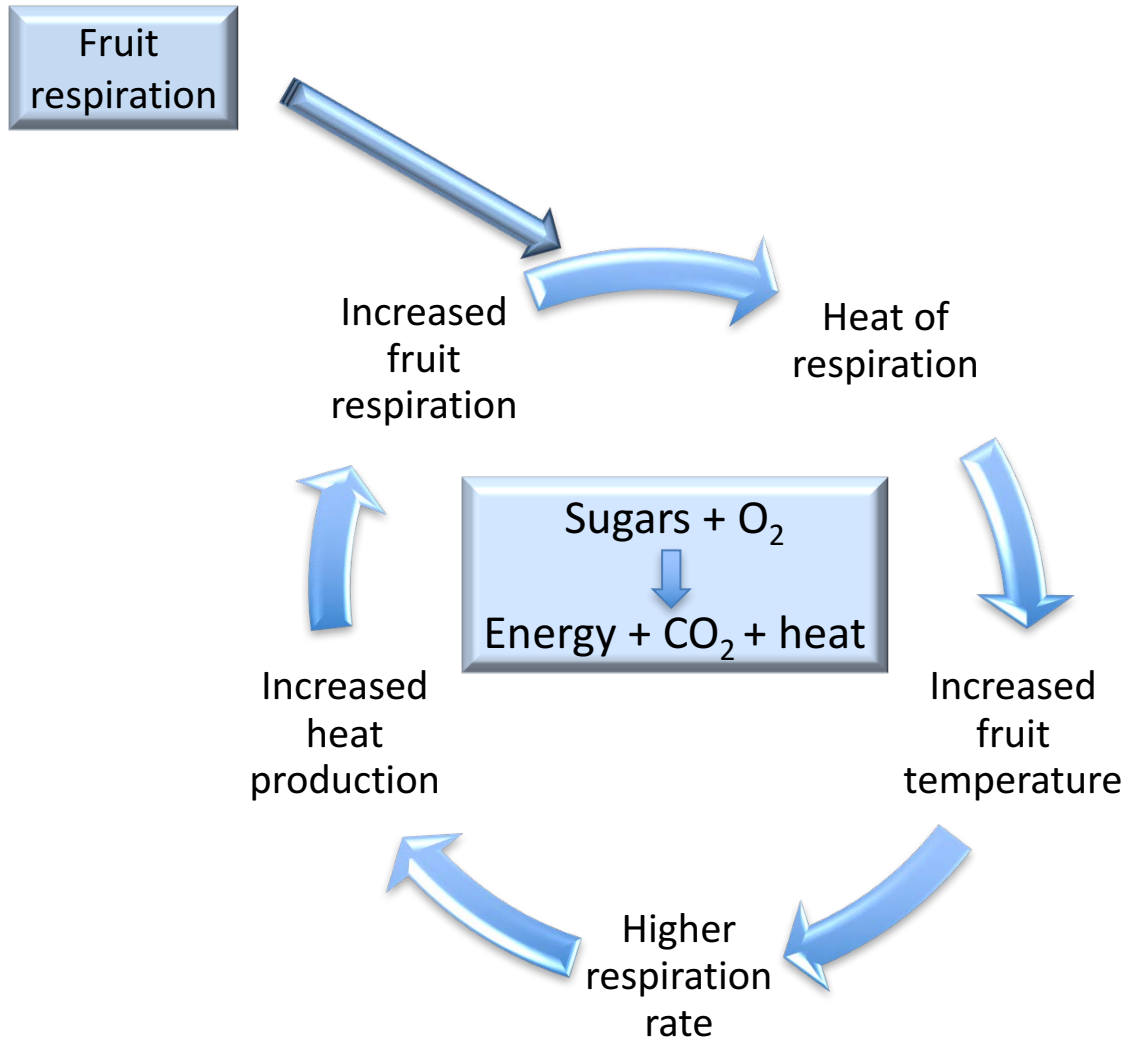 Fruit
respiration
Increased
fruit
respiration
Heat of
respiration
Sugars + O₂
Energy + CO₂ + heat
Increased
heat
production
Increased
fruit
temperature
Higher
respiration
rate